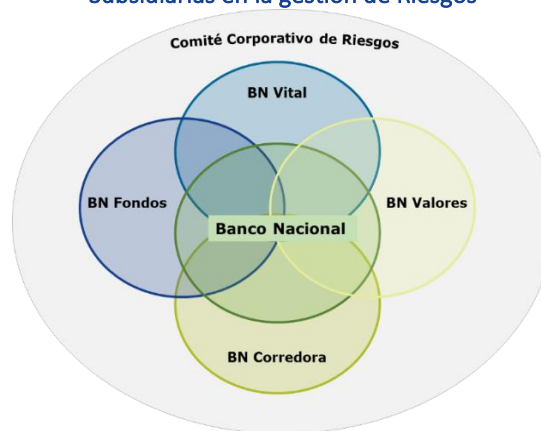 Subsidiarias en la gestión de Riesgos
Comité Corporativo de Riesgos
BN Vital
BN Fondos
BN Valores
Banco Nacional
BN Corredora